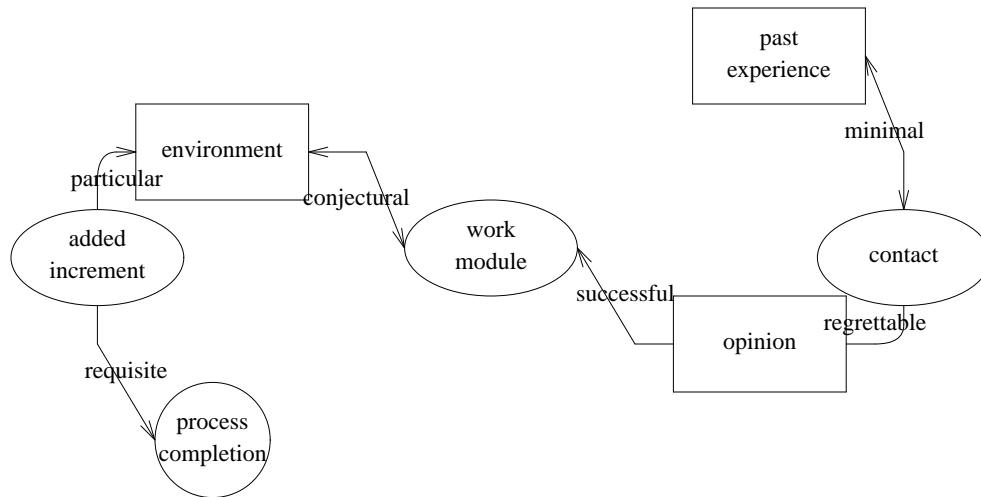 past
experience
minimal
environment
particular
conjectural
added
increment
work
module
contact
successful
regrettable
opinion
requisite
process
completion